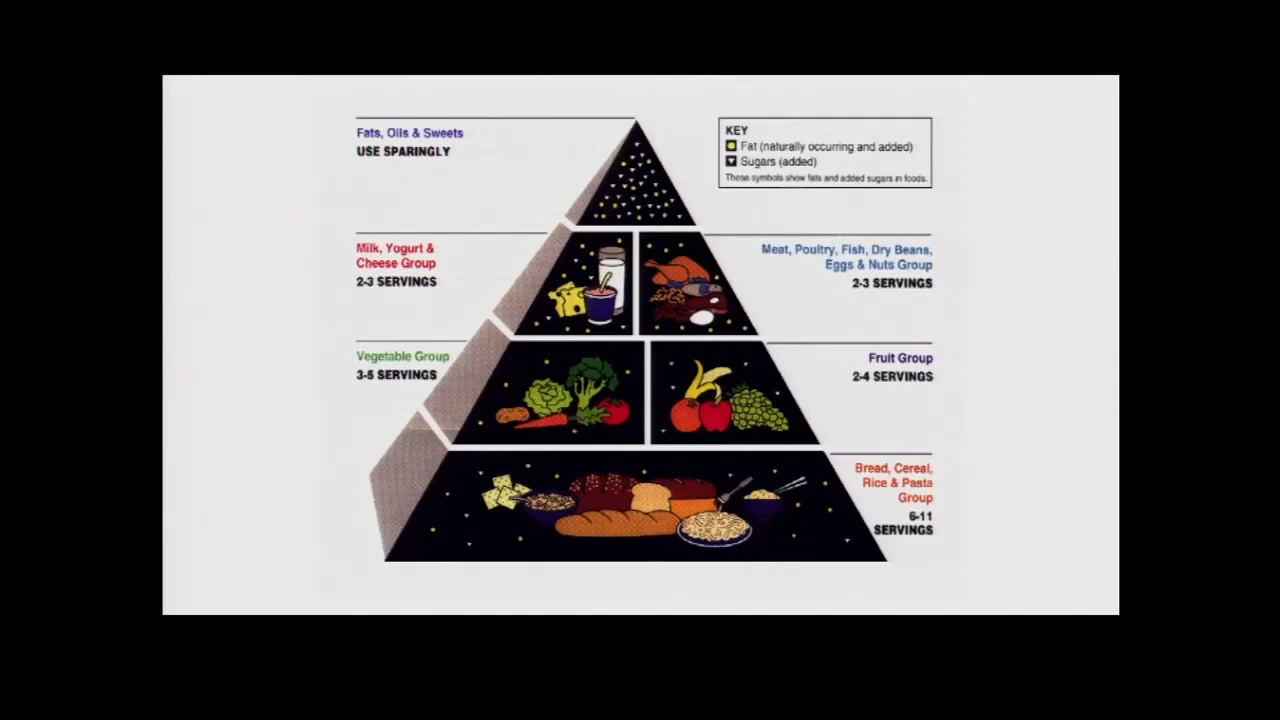 Fats, Oils & Sweets
USE SPARINGLY
KEY
Fat (naturally occurring and added)
Sugars (added)
These symbols show fats and added sugars in foods.
Milk, Yogurt &
Cheese Group
2-3 SERVINGS
Meat, Poultry, Fish, Dry Beans,
Eggs & Nuts Group
2-3 SERVINGS
Vegetable Group
3-5 SERVINGS
Fruit Group
2-4 SERVINGS
Bread, Cereal,
Rice & Pasta
Group
6-11
SERVINGS